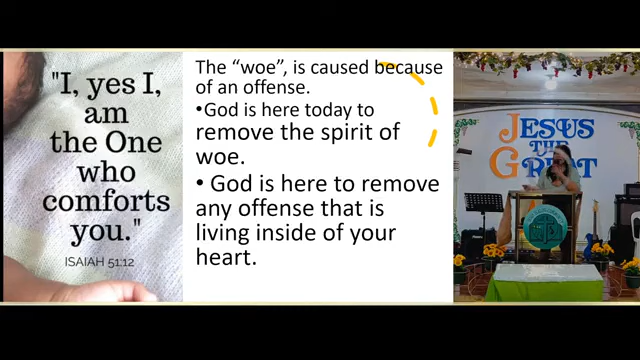 "I, yes I,
am
the One
who
comforts
you."
ISAIAH 51:12
The “woe”, is caused because
of an offense.
•God is here today to
remove the spirit of
woe.
• God is here to remove
any offense that is
living inside of your
heart.
JESUS
THE
GREAT